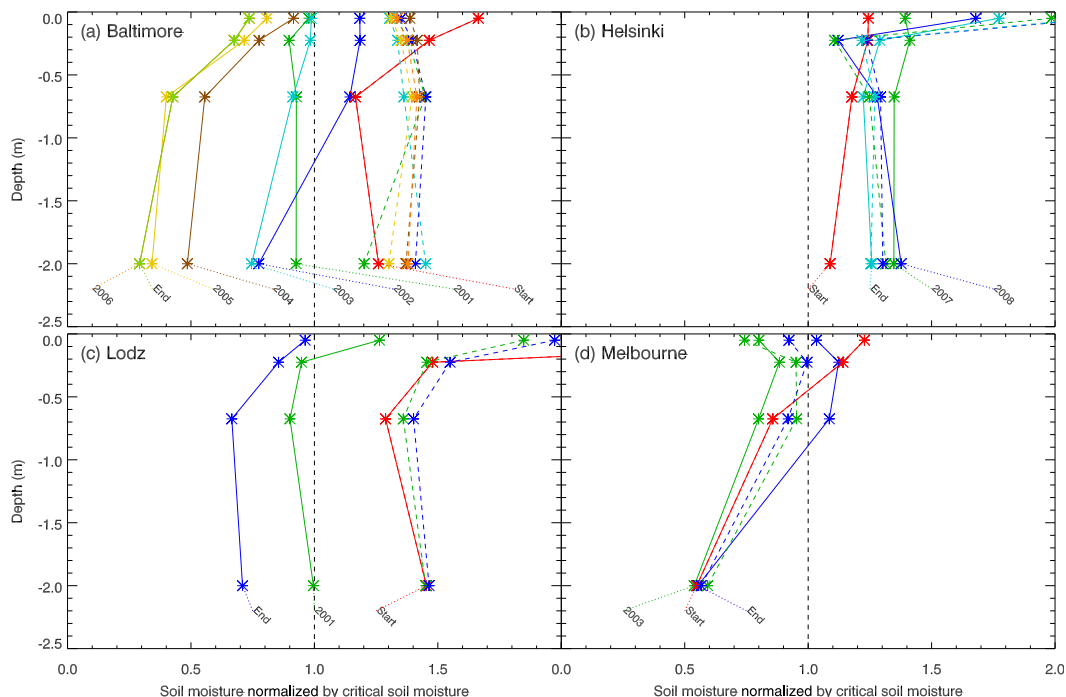 0.0
-0.5
-1.0
-1.5
-2.0
-2.5
Depth (m)
(a) Baltimore
2006
End
2005
2004
2003
2002
2001
Start
(b) Helsinki
Start
End
2007
2008
0.0
-0.5
-1.0
-1.5
-2.0
-2.5
Depth (m)
(c) Lodz
End
2001
Start
(d) Melbourne
2003
Start
End
0.0
0.5
1.0
1.5
0.0
0.5
1.0
1.5
2.0
Soil moisture normalized by critical soil moisture
Soil moisture normalized by critical soil moisture